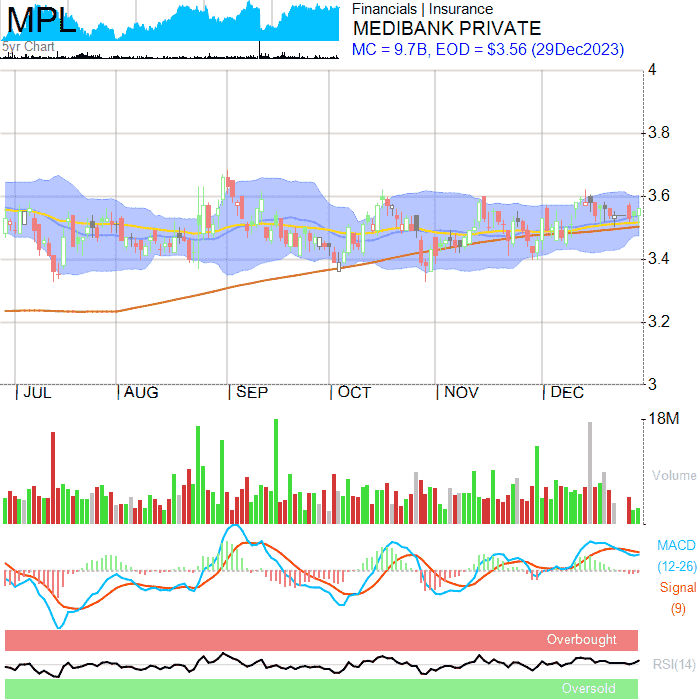 MPL
5yr Chart
Financials | Insurance
MEDIBANK PRIVATE
MC = 9.7B, EOD = $3.56 (29Dec2023)
4
3.8
3.6
3.4
3.2
3
| JUL | AUG | SEP | OCT | NOV | DEC
18M
Volume
MACD
(12-26)
Signal
(9)
Overbought
RSI(14)
Oversold